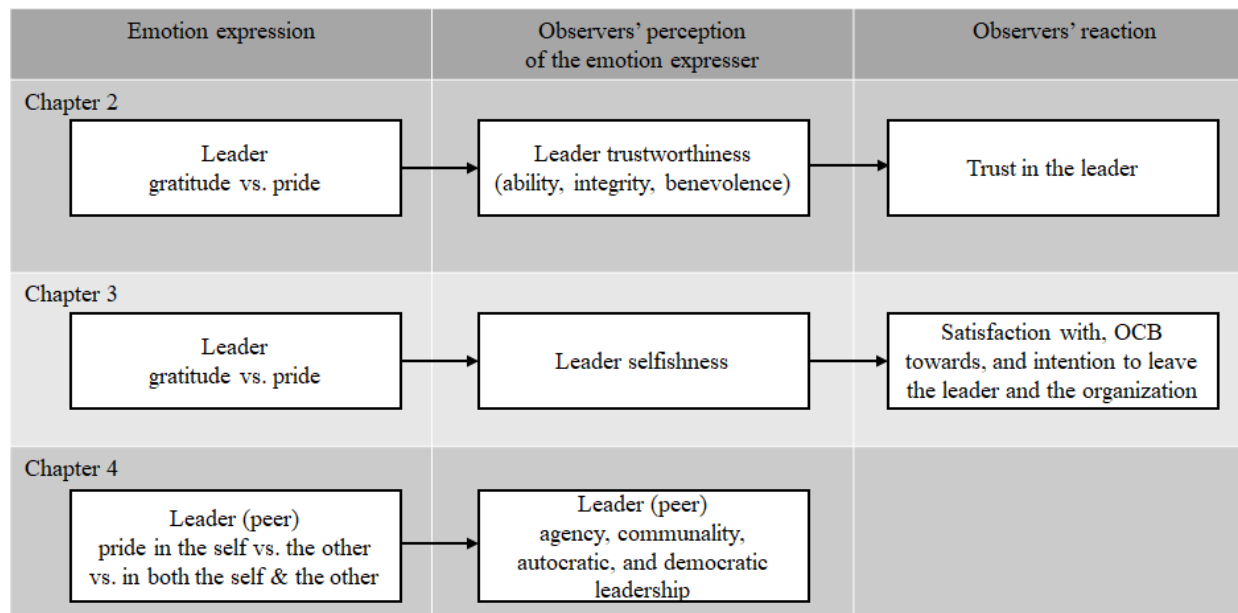 Emotion expression
Observers’ perception
of the emotion expresser
Observers’ reaction
Chapter 2
Leader
gratitude vs. pride
Leader trustworthiness
(ability, integrity, benevolence)
Trust in the leader
Chapter 3
Leader
gratitude vs. pride
Leader selfishness
Satisfaction with, OCB
towards, and intention to leave
the leader and the organization
Chapter 4
Leader (peer)
pride in the self vs. the other
vs. in both the self & the other
Leader (peer)
agency, communality,
autocratic, and democratic
leadership